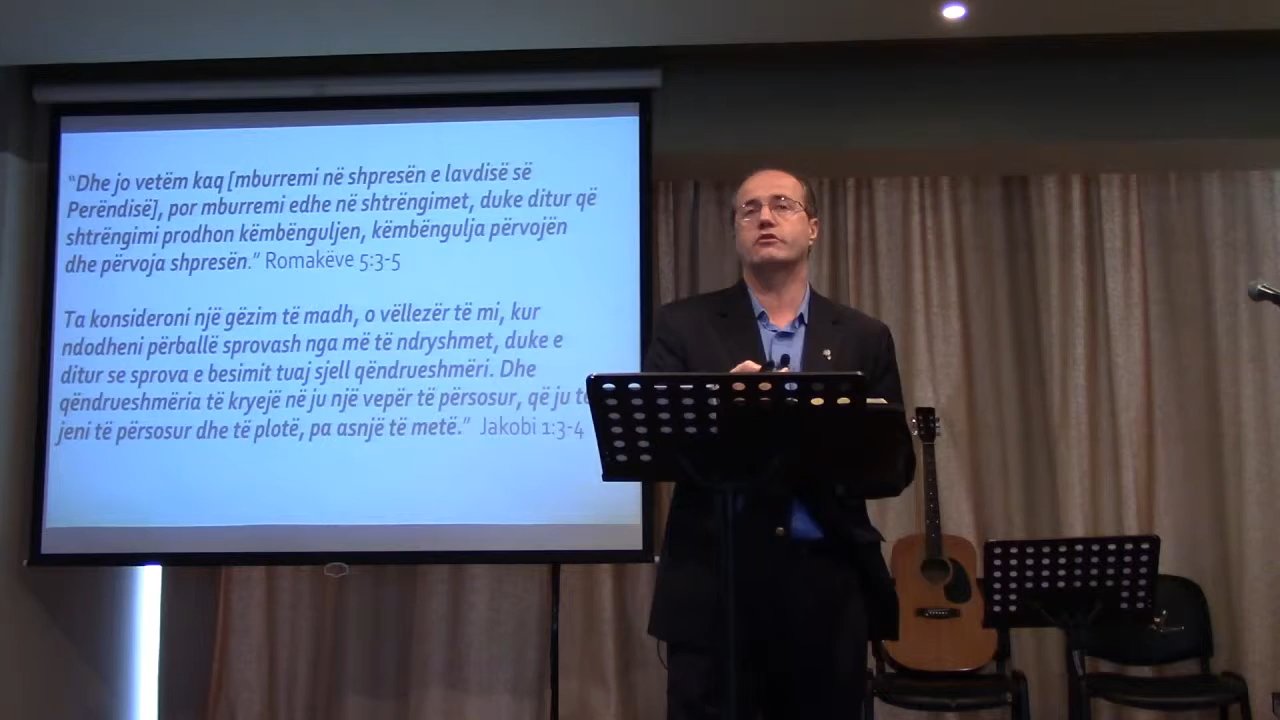 “Dhe jo vetëm kaq [mburremi në shpresën e lavdisë së
Perëndisë], por mburremi edhe në shtrëngimet, duke ditur që
shtrëngimi prodhon këmbënguljen, këmbëngulja përvojën
dhe përvoja shpresën.” Romakëve 5:3-5
Ta konsideroni një gëzim të madh, o vëllezër të mi, kur
ndodheni përballë sprovash nga më të ndryshmet, duke e
ditur se sprova e besimit tuaj sjell qëndrueshmëri. Dhe
qëndrueshmëria të kryejë në ju një vepër të përsosur, që ju
jeni të përsosur dhe të plotë, pa asnjë të metë.” Jakobi 1:3-4